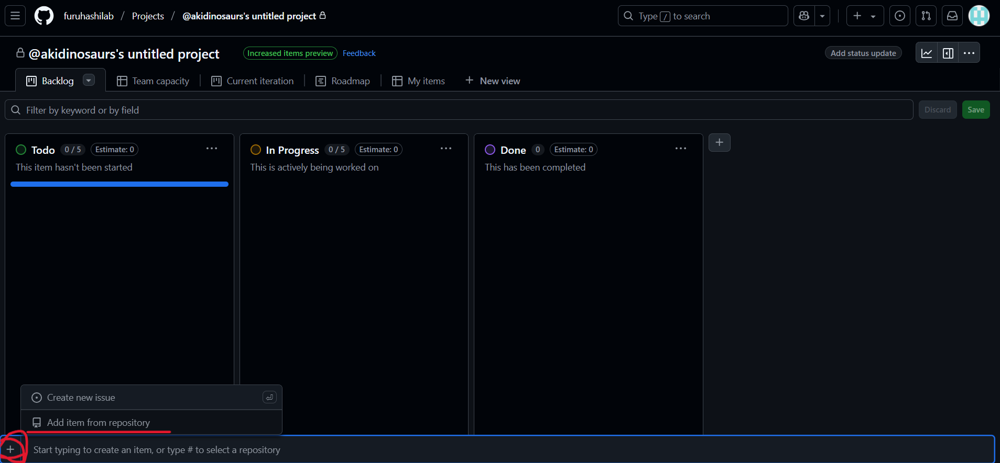 furuhashilab / Projects / @akidinosaurs's untitled project
Type / to search
@akidinosaurs's untitled project
Increased items preview
Feedback
Add status update
Backlog
Team capacity
Current iteration
Roadmap
My items
New view
Filter by keyword or by field
Discard
Save
Todo 0 / 5 Estimate: 0
This item hasn't been started
In Progress 0 / 5 Estimate: 0
This is actively being worked on
Done 0 Estimate: 0
This has been completed
Create new issue
Add item from repository
Start typing to create an item, or type # to select a repository